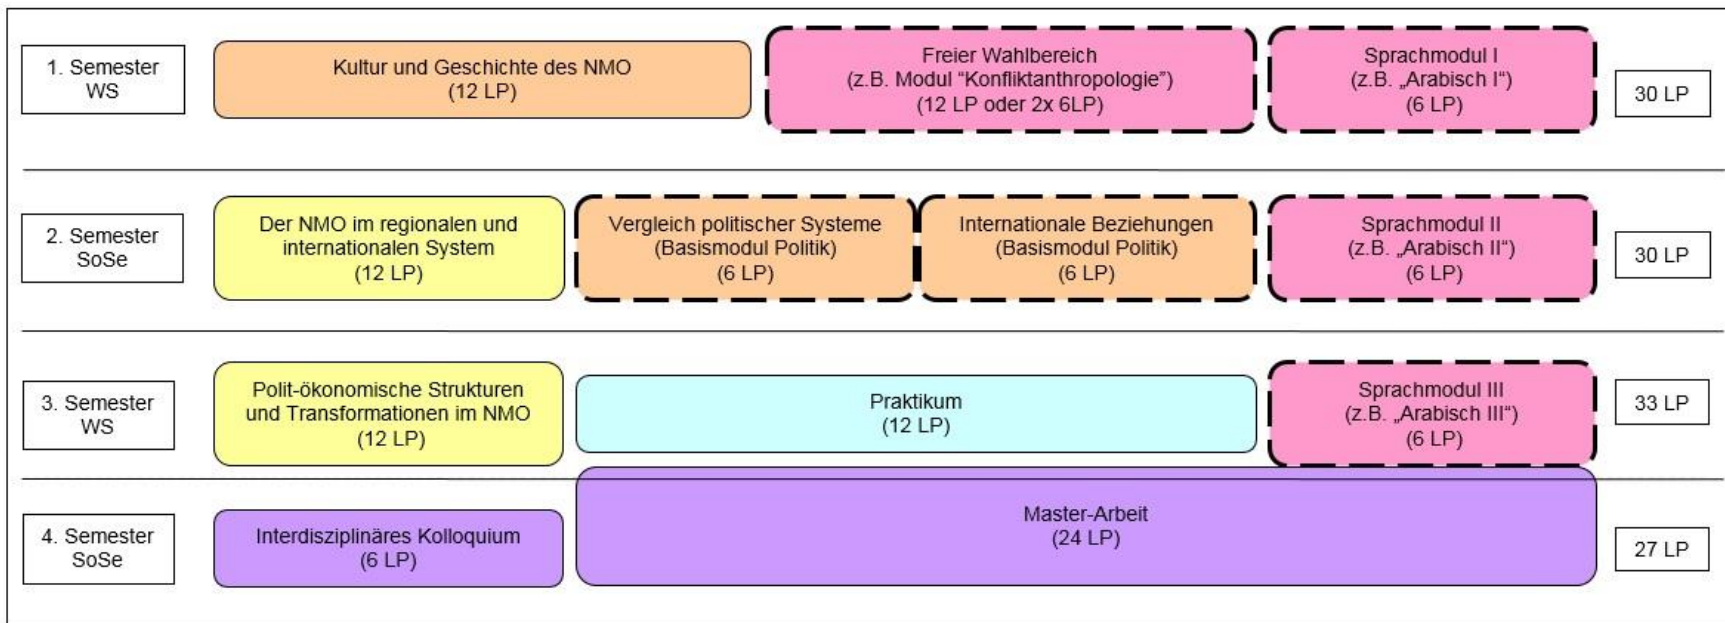 1. Semester
WS
Kultur und Geschichte des NMO
(12 LP)
Freier Wahlbereich
(z.B. Modul “Konfliktanthropologie”)
(12 LP oder 2x 6LP)
Sprachmodul I
(z.B. „Arabisch I“)
(6 LP)
30 LP
2. Semester
SoSe
Der NMO im regionalen und
internationalen System
(12 LP)
Vergleich politischer Systeme
(Basismodul Politik)
(6 LP)
Internationale Beziehungen
(Basismodul Politik)
(6 LP)
Sprachmodul II
(z.B. „Arabisch II“)
(6 LP)
30 LP
3. Semester
WS
Polit-ökonomische Strukturen
und Transformationen im NMO
(12 LP)
Praktikum
(12 LP)
Sprachmodul III
(z.B. „Arabisch III“)
(6 LP)
33 LP
4. Semester
SoSe
Interdisziplinäres Kolloquium
(6 LP)
Master-Arbeit
(24 LP)
27 LP